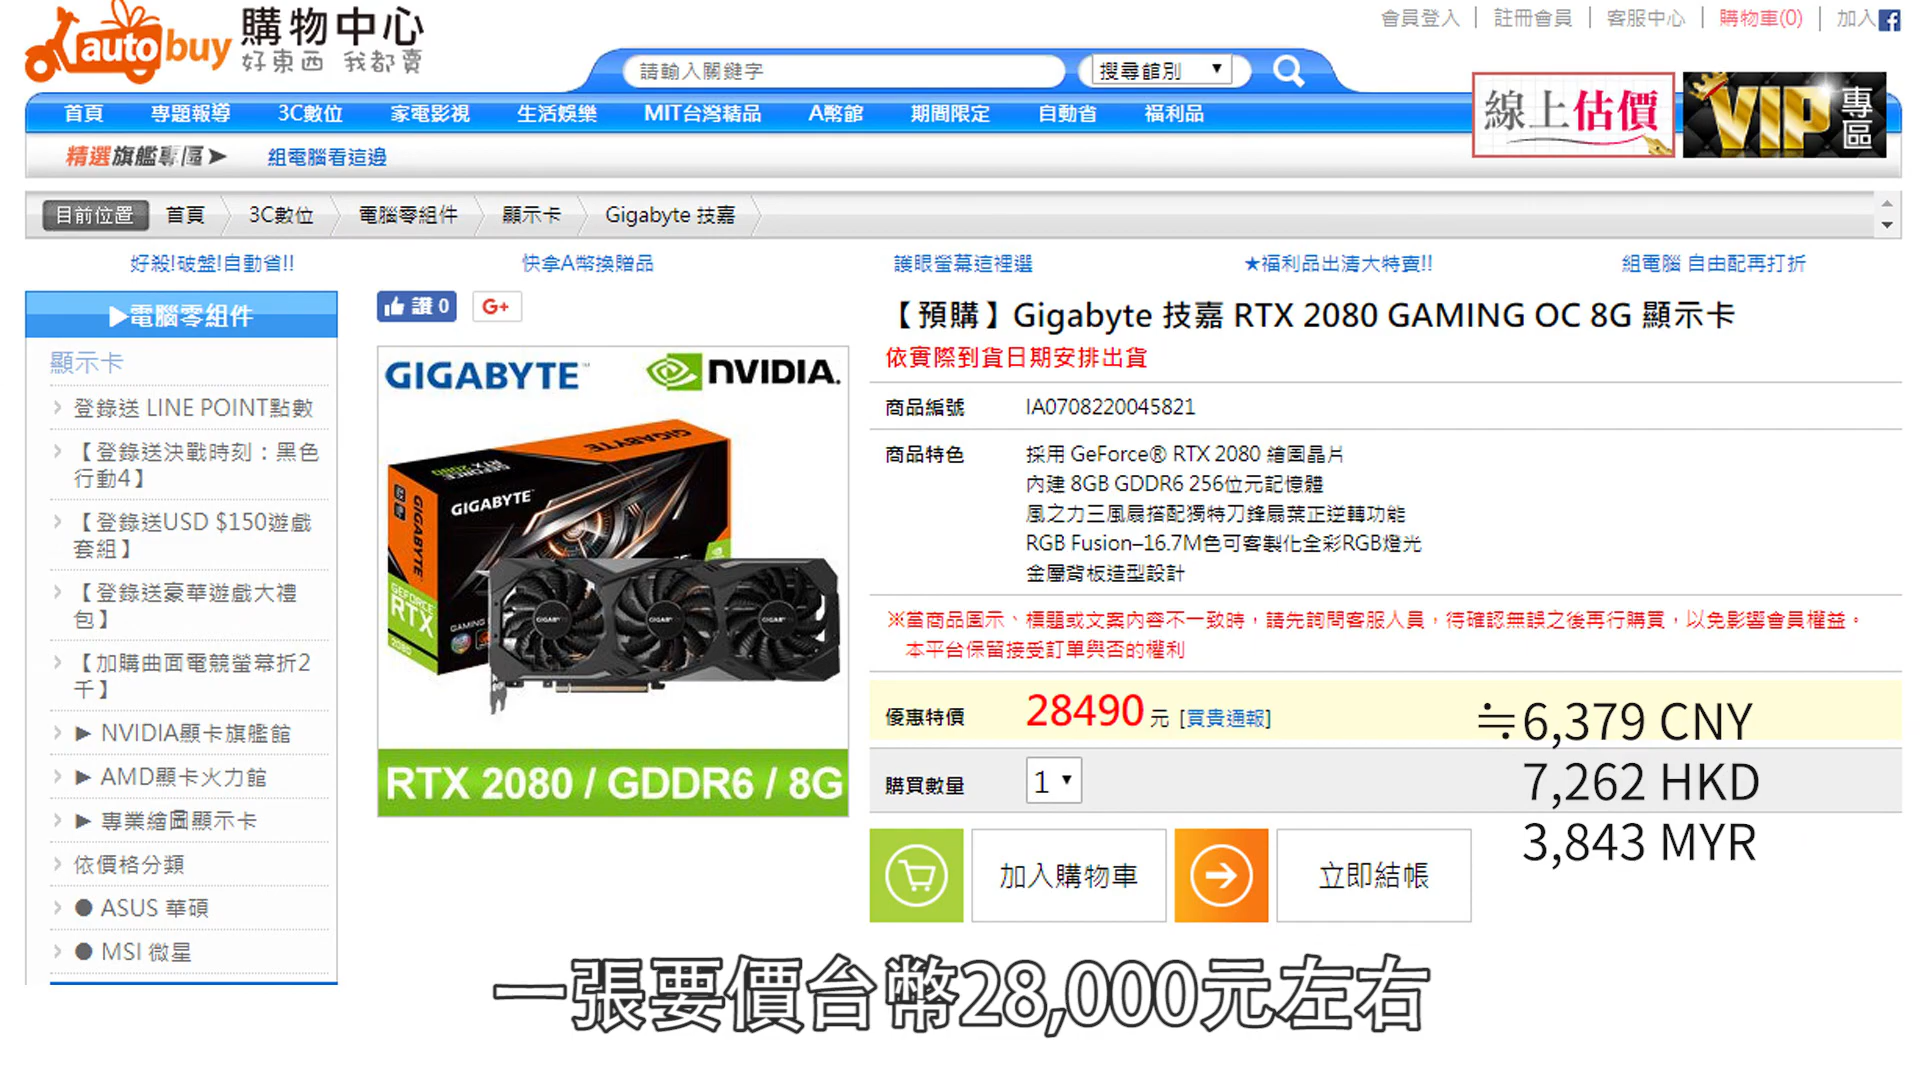 autobuy 購物中心
好東西 我都賣
會員登入 註冊會員 客服中心 購物車(0) 加入
請輸入關鍵字 搜尋館別
首頁 專題報導 3C數位 家電影視 生活娛樂 MIT台灣精品 A幣館 期間限定 自動省 福利品
線上估價
VIP專區
精選旗艦專區 組電腦看這邊
目前位置 首頁 3C數位 電腦零組件 顯示卡 Gigabyte 技嘉
好殺!破盤!自動省!! 快拿A幣換贈品 護眼螢幕這裡選 ★福利品出清大特賣!! 組電腦 自由配再打折
▶電腦零組件
顯示卡
登錄送 LINE POINT點數
【登錄送決戰時刻：黑色
行動4】
【登錄送USD $150遊戲
套組】
【登錄送豪華遊戲大禮
包】
【加購曲面電競螢幕折2
千】
▶ NVIDIA顯卡旗艦館
▶ AMD顯卡火力館
▶ 專業繪圖顯示卡
依價格分類
● ASUS 華碩
● MSI 微星
讚 0 G+
GIGABYTE™ NVIDIA.
GIGABYTE
RTX 2080
GIGABYTE™
GIGABYTE
GEFORCE
RTX
2080
GAMING
GIGABYTE GIGABYTE GIGABYTE
RTX 2080 / GDDR6 / 8G
【預購】Gigabyte 技嘉 RTX 2080 GAMING OC 8G 顯示卡
依實際到貨日期安排出貨
商品編號 IA0708220045821
商品特色 採用 GeForce® RTX 2080 繪圖晶片
內建 8GB GDDR6 256位元記憶體
風之力三風扇搭配獨特刀鋒扇葉正逆轉功能
RGB Fusion–16.7M色可客製化全彩RGB燈光
金屬背板造型設計
※當商品圖示、標題或文案內容不一致時，請先詢問客服人員，待確認無誤之後再行購買，以免影響會員權益。
本平台保留接受訂單與否的權利
優惠特價 28490 元 [買貴通報]
≒6,379 CNY
7,262 HKD
3,843 MYR
購買數量 1
加入購物車 立即結帳
一張要價台幣28,000元左右